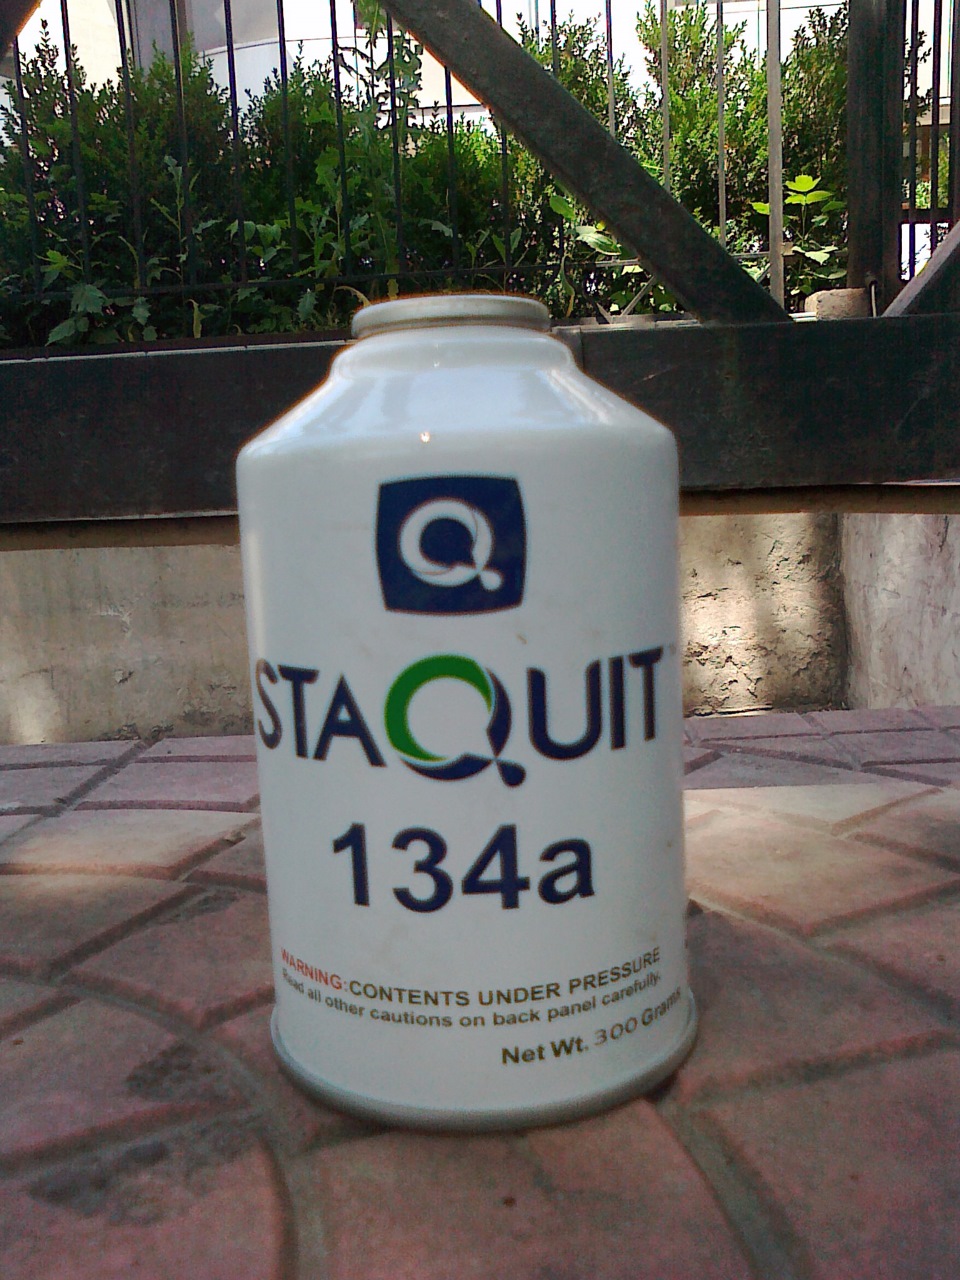 Q
STAQUIT
134a
WARNING:CONTENTS UNDER PRESSURE
Read all other cautions on back panel carefully.
Net Wt. 300 Grams